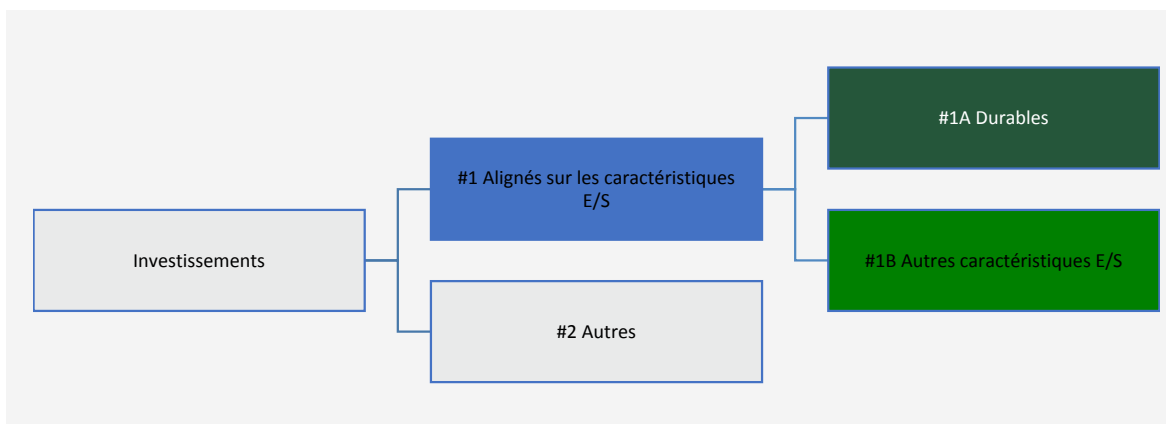 Investissements
#1 Alignés sur les caractéristiques
E/S
#2 Autres
#1A Durables
#1B Autres caractéristiques E/S